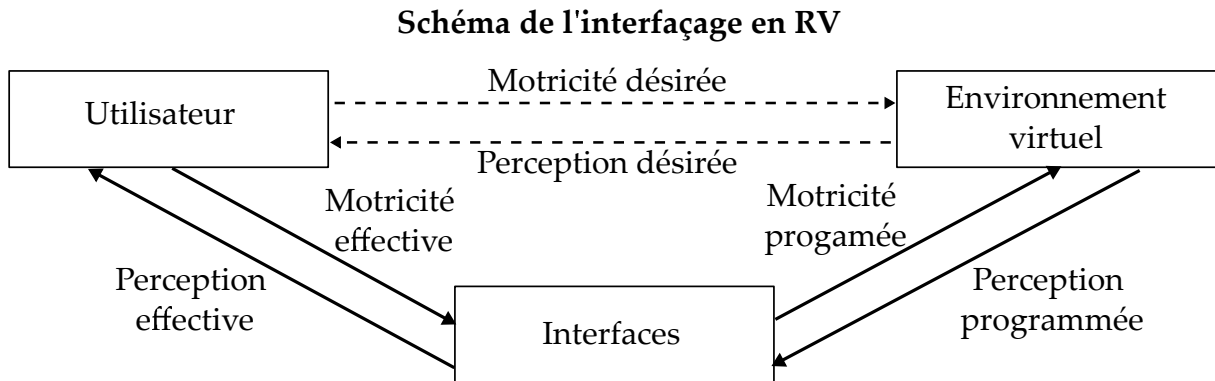 Schéma de l'interfaçage en RV
Utilisateur
Motricité désirée
Perception désirée
Environnement
virtuel
Motricité
effective
Perception
effective
Motricité
progamée
Perception
programmée
Interfaces